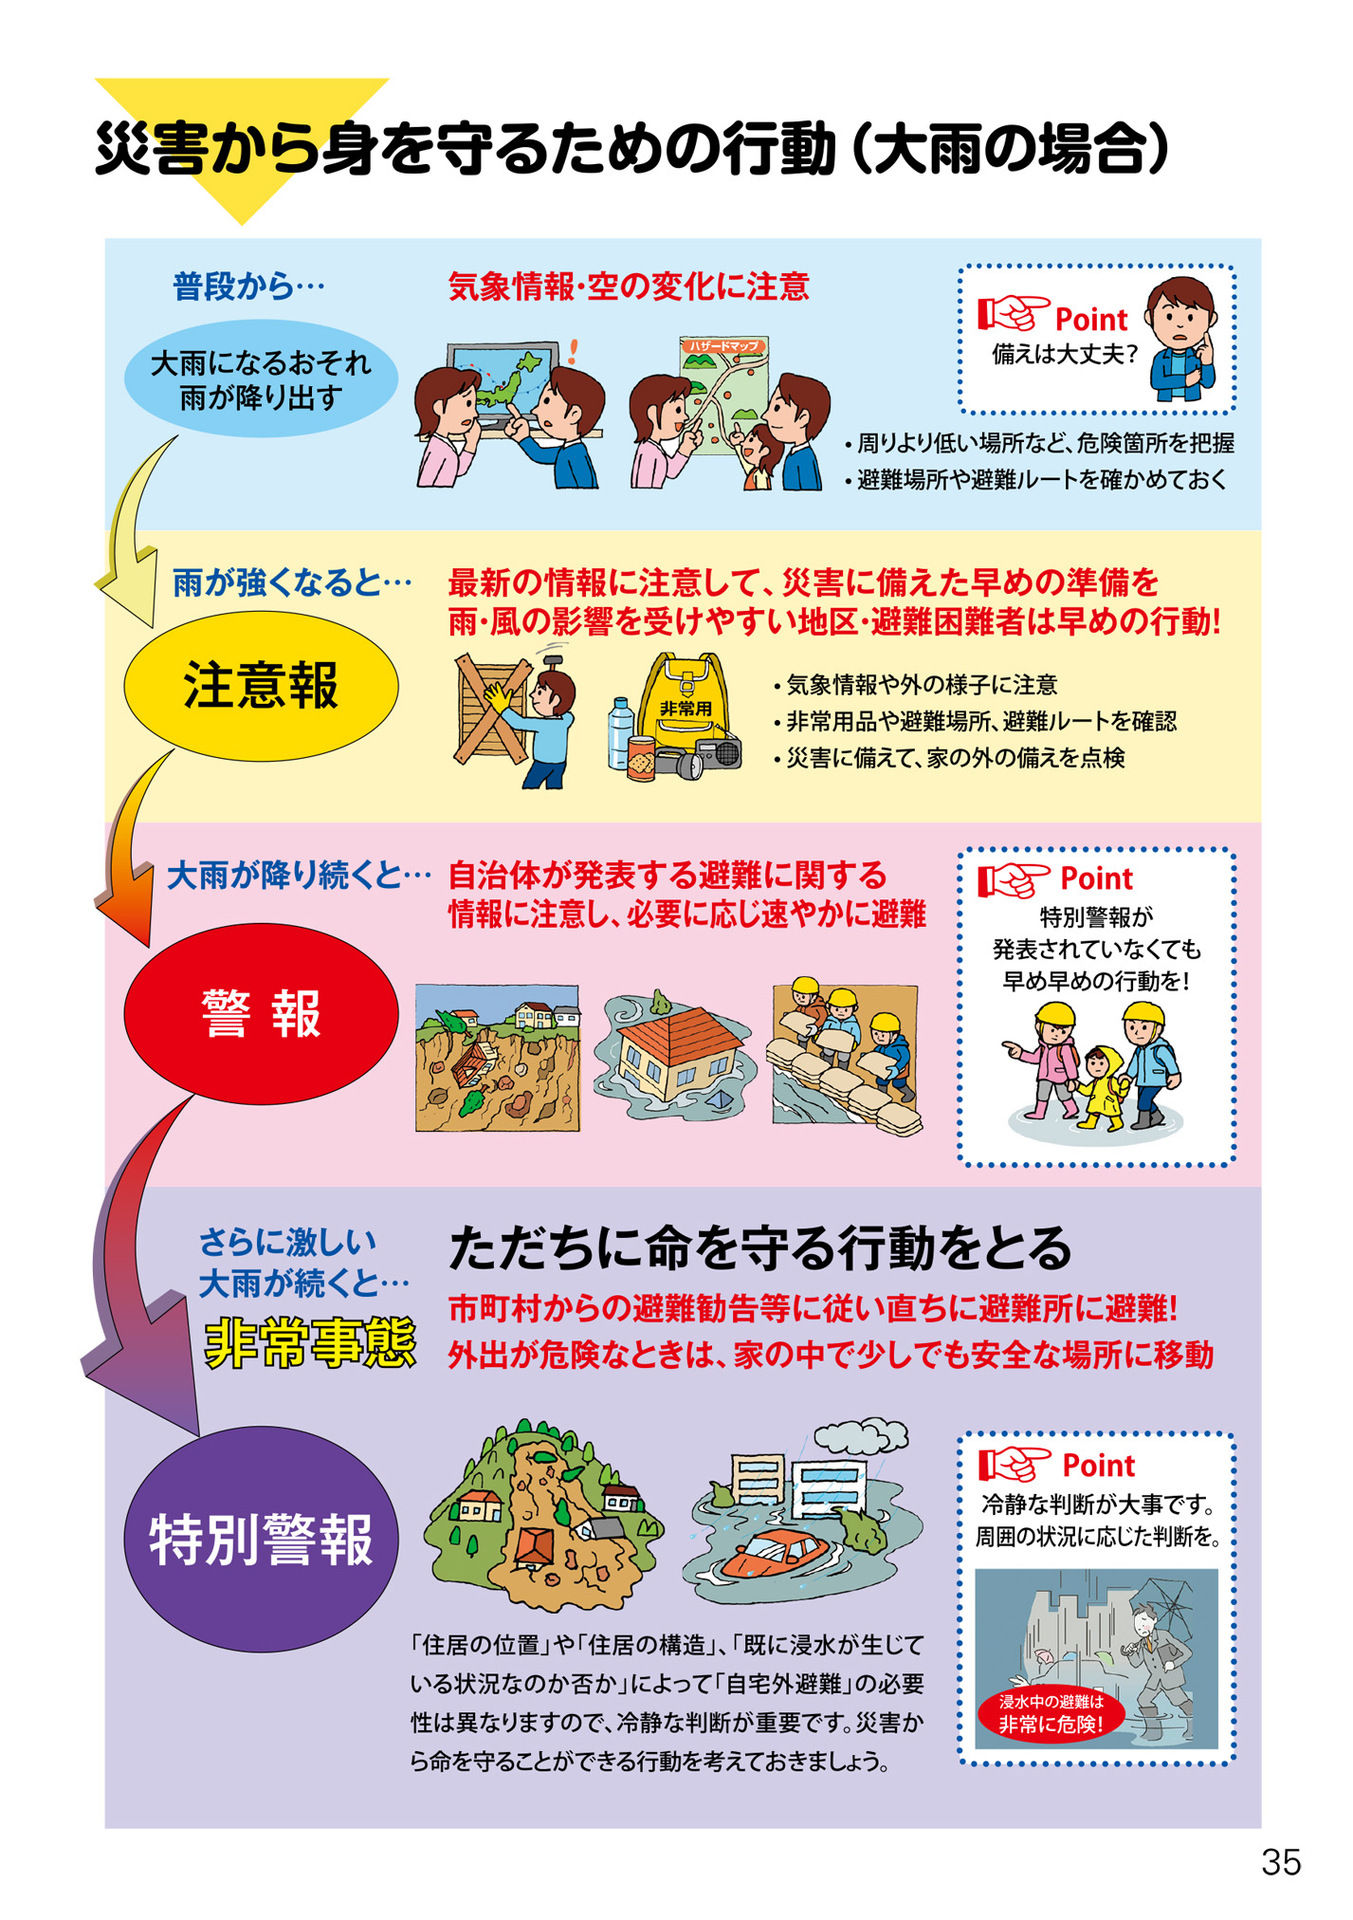 災害から身を守るための行動（大雨の場合）
普段から…
大雨になるおそれ
雨が降り出す
気象情報・空の変化に注意
ハザードマップ
Point
備えは大丈夫？
・周りより低い場所など、危険箇所を把握
・避難場所や避難ルートを確かめておく
雨が強くなると…
注意報
最新の情報に注意して、災害に備えた早めの準備を
雨・風の影響を受けやすい地区・避難困難者は早めの行動！
非常用
・気象情報や外の様子に注意
・非常用品や避難場所、避難ルートを確認
・災害に備えて、家の外の備えを点検
大雨が降り続くと…
警報
自治体が発表する避難に関する
情報に注意し、必要に応じ速やかに避難
Point
特別警報が
発表されていなくても
早め早めの行動を！
さらに激しい
大雨が続くと…
非常事態
特別警報
ただちに命を守る行動をとる
市町村からの避難勧告等に従い直ちに避難所に避難！
外出が危険なときは、家の中で少しでも安全な場所に移動
「住居の位置」や「住居の構造」、「既に浸水が生じて
いる状況なのか否か」によって「自宅外避難」の必要
性は異なりますので、冷静な判断が重要です。災害か
ら命を守ることができる行動を考えておきましょう。
Point
冷静な判断が大事です。
周囲の状況に応じた判断を。
浸水中の避難は
非常に危険！
35